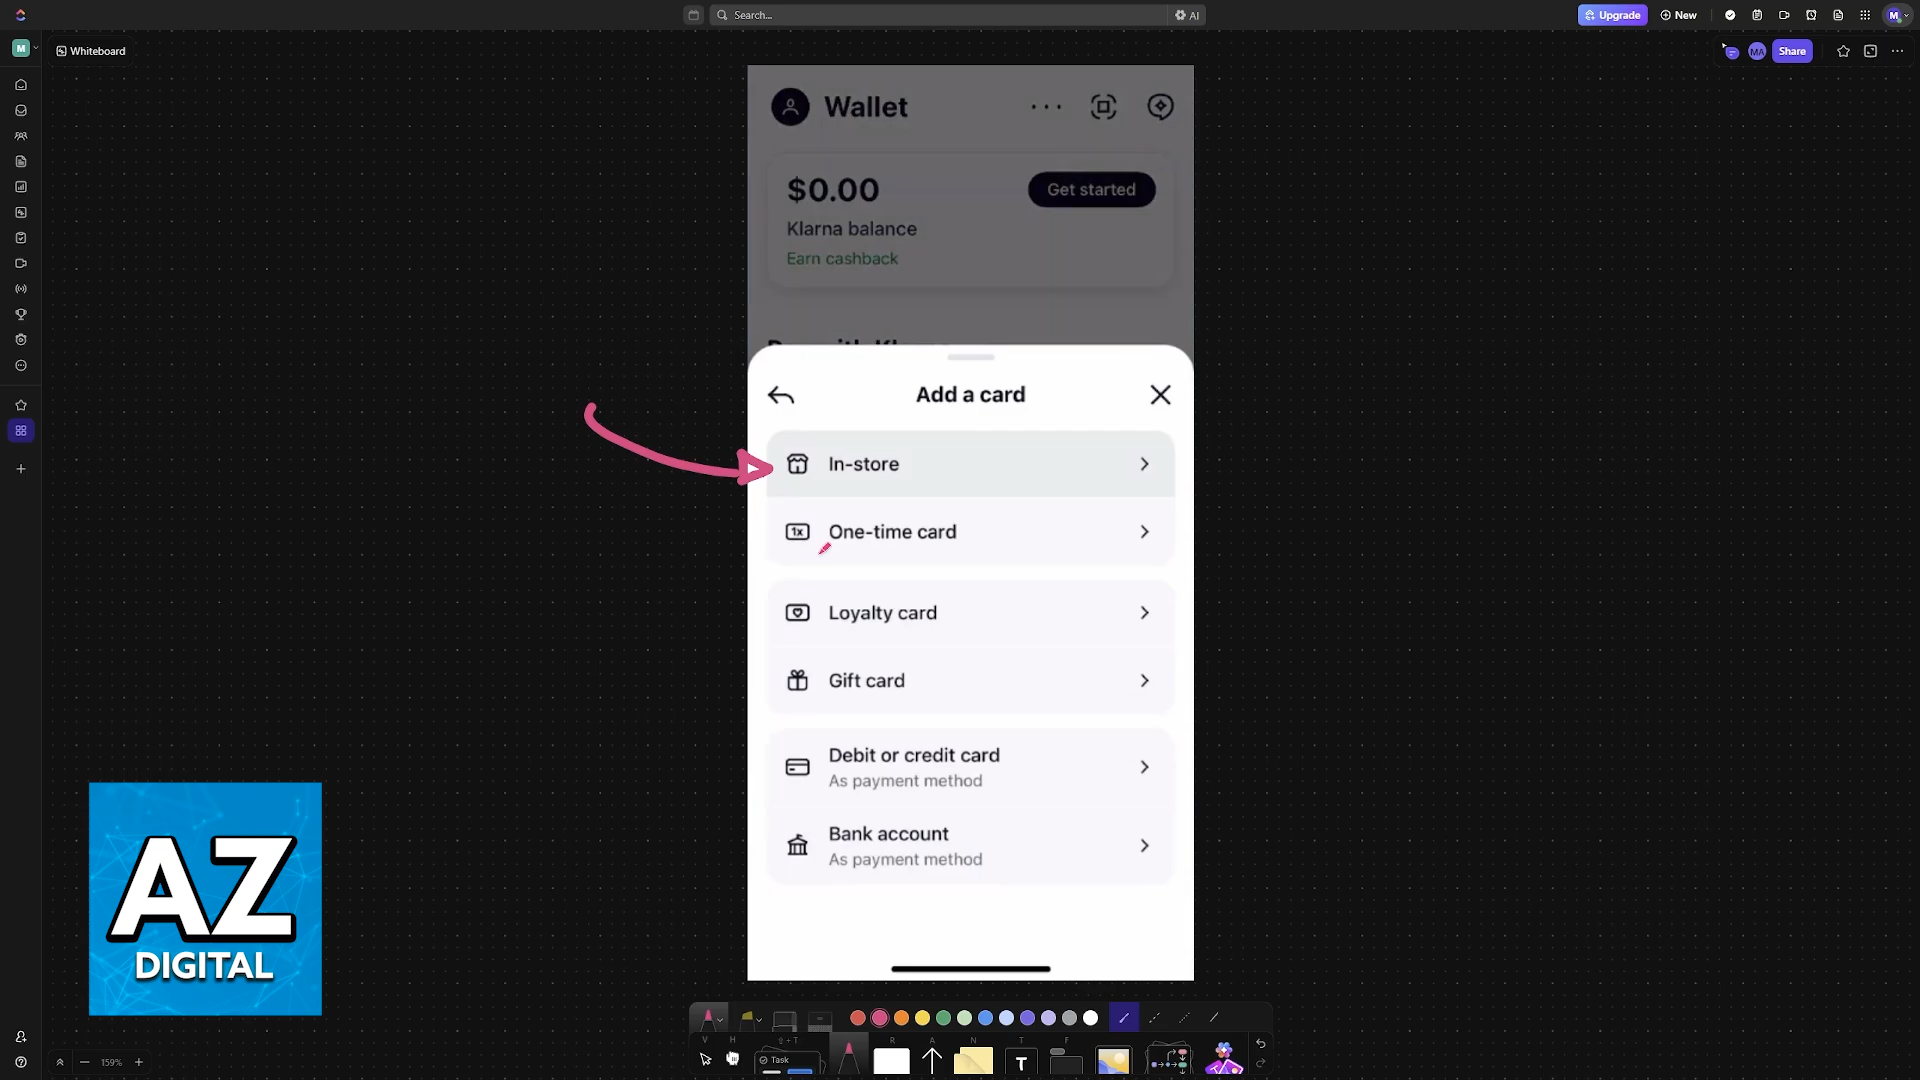 Search...
AI
Upgrade
New
M
M
Whiteboard
MA
Share
Wallet
$0.00
Get started
Klarna balance
Earn cashback
Add a card
In-store
1x
One-time card
Loyalty card
Gift card
Debit or credit card
As payment method
Bank account
As payment method
AZ
DIGITAL
V
H
⇧ + T
R
A
N
T
F
Task
T
159%